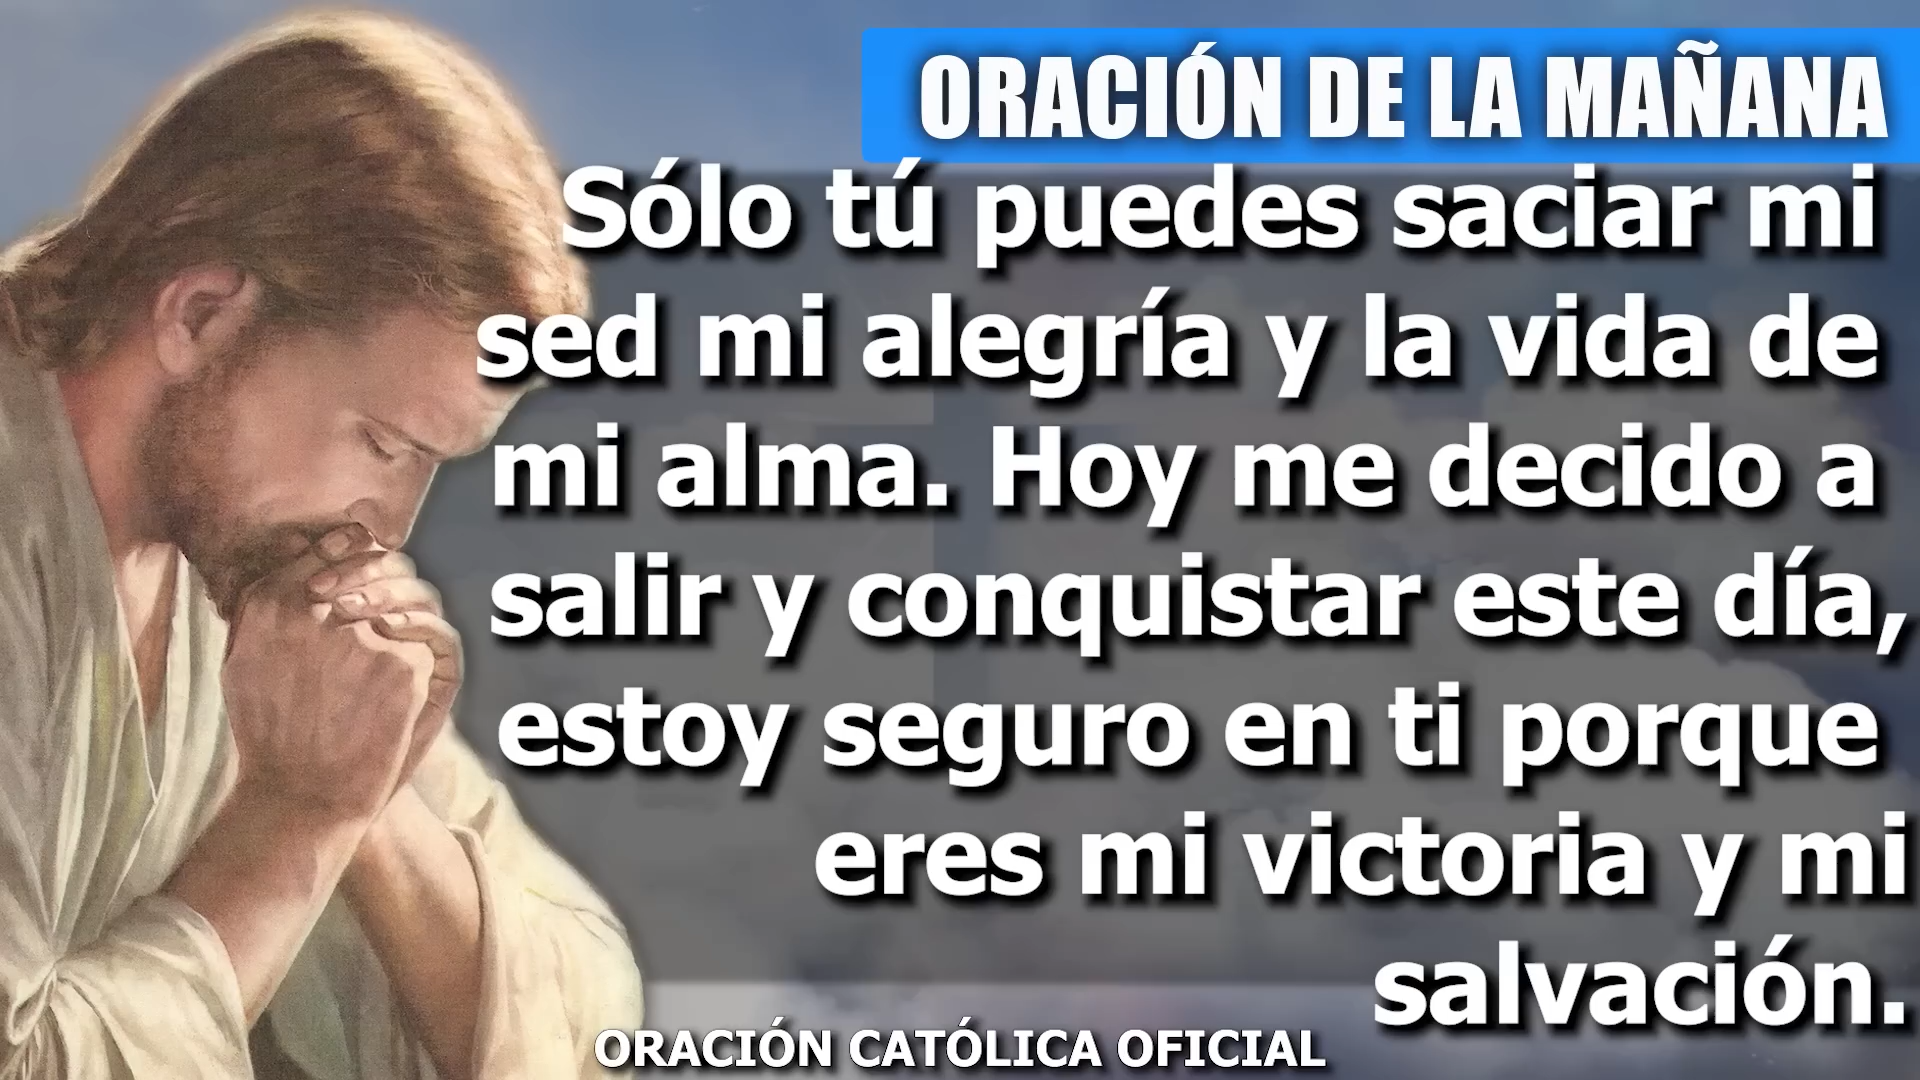 ORACIÓN DE LA MAÑANA
Sólo tú puedes saciar mi
sed mi alegría y la vida de
mi alma. Hoy me decido a
salir y conquistar este día,
estoy seguro en ti porque
eres mi victoria y mi
salvación.
ORACIÓN CATÓLICA OFICIAL